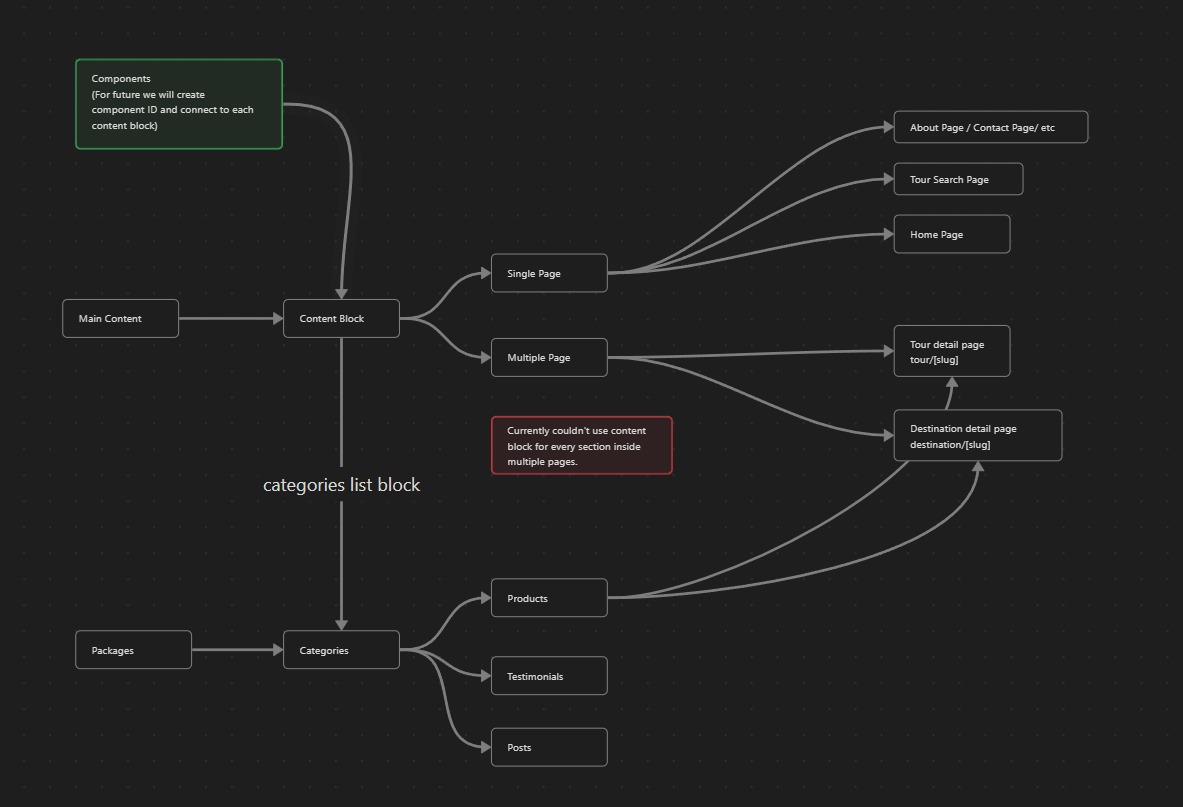 Components
(For future we will create
component ID and connect to each
content block)
About Page / Contact Page/ etc
Tour Search Page
Home Page
Single Page
Main Content
Content Block
Multiple Page
Tour detail page
tour/[slug]
Currently couldn't use content
block for every section inside
multiple pages.
Destination detail page
destination/[slug]
categories list block
Products
Packages
Categories
Testimonials
Posts